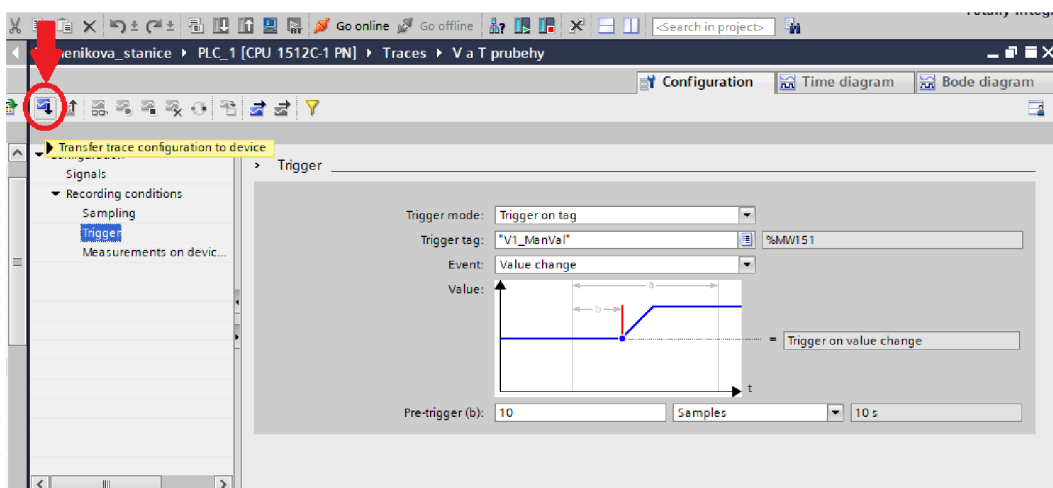 Go online Go offline <Search in project>
enikova_stanice ▸ PLC_1 [CPU 1512C-1 PN] ▸ Traces ▸ V a T prubehy
Configuration Time diagram Bode diagram
Transfer trace configuration to device
Signals
Recording conditions
Sampling
Trigger
Measurements on devic...
Trigger
Trigger mode: Trigger on tag
Trigger tag: "V1_ManVal" %MW151
Event: Value change
Value:
a
b
= Trigger on value change
t
Pre-trigger (b): 10 Samples 10 s